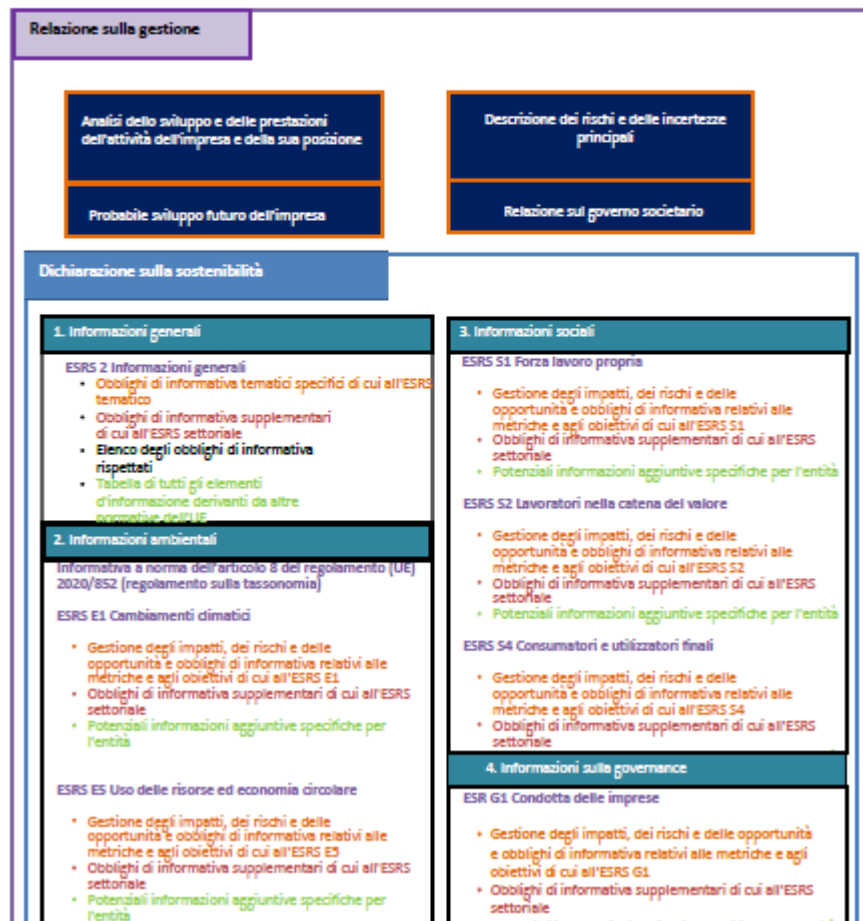 Relazione sulla gestione
Analisi dello sviluppo e delle prestazioni
dell'attività dell'impresa e della sua posizione
Probabile sviluppo futuro dell'impresa
Descrizione dei rischi e delle incertezze
principali
Relazione sul governo societario
Dichiarazione sulla sostenibilità
1. Informazioni generali
ESRS 2 Informazioni generali
• Obblighi di informativa tematici specifici di cui all'ESRS
tematico
• Obblighi di informativa supplementari
di cui all'ESRS settoriale
• Elenco degli obblighi di informativa
rispettati
• Tabella di tutti gli elementi
d'informazione derivanti da altre
normative dell'UE
2. Informazioni ambientali
Informativa a norma dell'articolo 8 del regolamento (UE)
2020/852 (regolamento sulla tassonomia)
ESRS E1 Cambiamenti climatici
• Gestione degli impatti, dei rischi e delle
opportunità e obblighi di informativa relativi alle
metriche e agli obiettivi di cui all'ESRS E1
• Obblighi di informativa supplementari di cui all'ESRS
settoriale
• Potenziali informazioni aggiuntive specifiche per
l'entità
ESRS E5 Uso delle risorse ed economia circolare
• Gestione degli impatti, dei rischi e delle
opportunità e obblighi di informativa relativi alle
metriche e agli obiettivi di cui all'ESRS E5
• Obblighi di informativa supplementari di cui all'ESRS
settoriale
• Potenziali informazioni aggiuntive specifiche per
l'entità
3. Informazioni sociali
ESRS S1 Forza lavoro propria
• Gestione degli impatti, dei rischi e delle
opportunità e obblighi di informativa relativi alle
metriche e agli obiettivi di cui all'ESRS S1
• Obblighi di informativa supplementari di cui all'ESRS
settoriale
• Potenziali informazioni aggiuntive specifiche per l'entità
ESRS S2 Lavoratori nella catena del valore
• Gestione degli impatti, dei rischi e delle
opportunità e obblighi di informativa relativi alle
metriche e agli obiettivi di cui all'ESRS S2
• Obblighi di informativa supplementari di cui all'ESRS
settoriale
• Potenziali informazioni aggiuntive specifiche per l'entità
ESRS S4 Consumatori e utilizzatori finali
• Gestione degli impatti, dei rischi e delle
opportunità e obblighi di informativa relativi alle
metriche e agli obiettivi di cui all'ESRS S4
• Obblighi di informativa supplementari di cui all'ESRS
settoriale
4. Informazioni sulla governance
ESR G1 Condotta delle imprese
• Gestione degli impatti, dei rischi e delle opportunità
e obblighi di informativa relativi alle metriche e agli
obiettivi di cui all'ESRS G1
• Obblighi di informativa supplementari di cui all'ESRS
settoriale